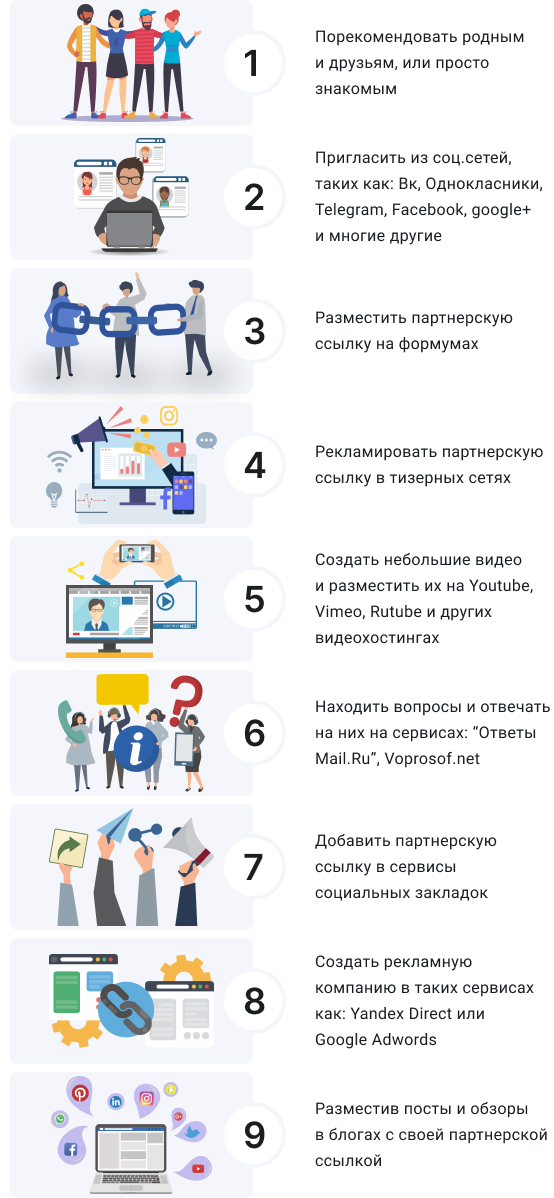 1
Порекомендовать родным
и друзьям, или просто
знакомым
2
Пригласить из соц.сетей,
таких как: Вк, Однокласники,
Telegram, Facebook, google+
и многие другие
3
Разместить партнерскую
ссылку на формумах
4
Рекламировать партнерскую
ссылку в тизерных сетях
5
Создать небольшие видео
и разместить их на Youtube,
Vimeo, Rutube и других
видеохостингах
6
Находить вопросы и отвечать
на них на сервисах: “Ответы
Mail.Ru”, Voprosof.net
7
Добавить партнерскую
ссылку в сервисы
социальных закладок
8
Создать рекламную
компанию в таких сервисах
как: Yandex Direct или
Google Adwords
9
Разместив посты и обзоры
в блогах с своей партнерской
ссылкой